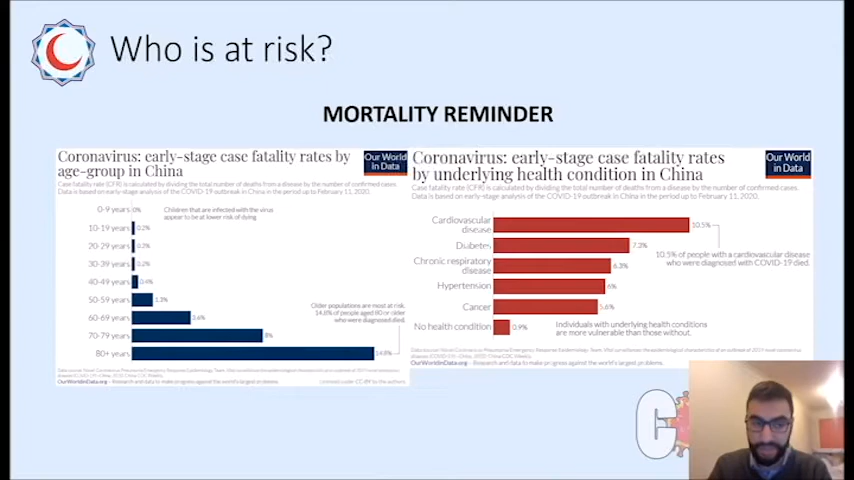 Who is at risk?
MORTALITY REMINDER
Coronavirus: early-stage case fatality rates by
age-group in China
Our World
in Data
Case fatality rate (CFR) is calculated by dividing the total number of deaths from a disease by the number of confirmed cases.
Data is based on early-stage analysis of the COVID-19 outbreak in China in the period up to February 11, 2020.
0-9 years 0%
Children that are infected with the virus
appear to be at lower risk of dying
10-19 years 0.2%
20-29 years 0.2%
30-39 years 0.2%
40-49 years 0.4%
50-59 years 1.3%
60-69 years 3.6%
70-79 years 8%
80+ years 14.8%
Older populations are most at risk.
14.8% of people aged 80 or older
who were diagnosed died.
OurWorldInData.org - Research and data to make progress against the world's largest problems.
Licensed under CC-BY by the authors.
Coronavirus: early-stage case fatality rates
by underlying health condition in China
Our World
in Data
Case fatality rate (CFR) is calculated by dividing the total number of deaths from a disease by the number of confirmed cases.
Data is based on early-stage analysis of the COVID-19 outbreak in China in the period up to February 11, 2020.
Cardiovascular
disease 10.5%
10.5% of people with a cardiovascular disease
who were diagnosed with COVID-19 died.
Diabetes 7.3%
Chronic respiratory
disease 6.3%
Hypertension 6%
Cancer 5.6%
No health condition 0.9%
Individuals with underlying health conditions
are more vulnerable than those without.
OurWorldInData.org - Research and data to make progress against the world's largest problems.
C